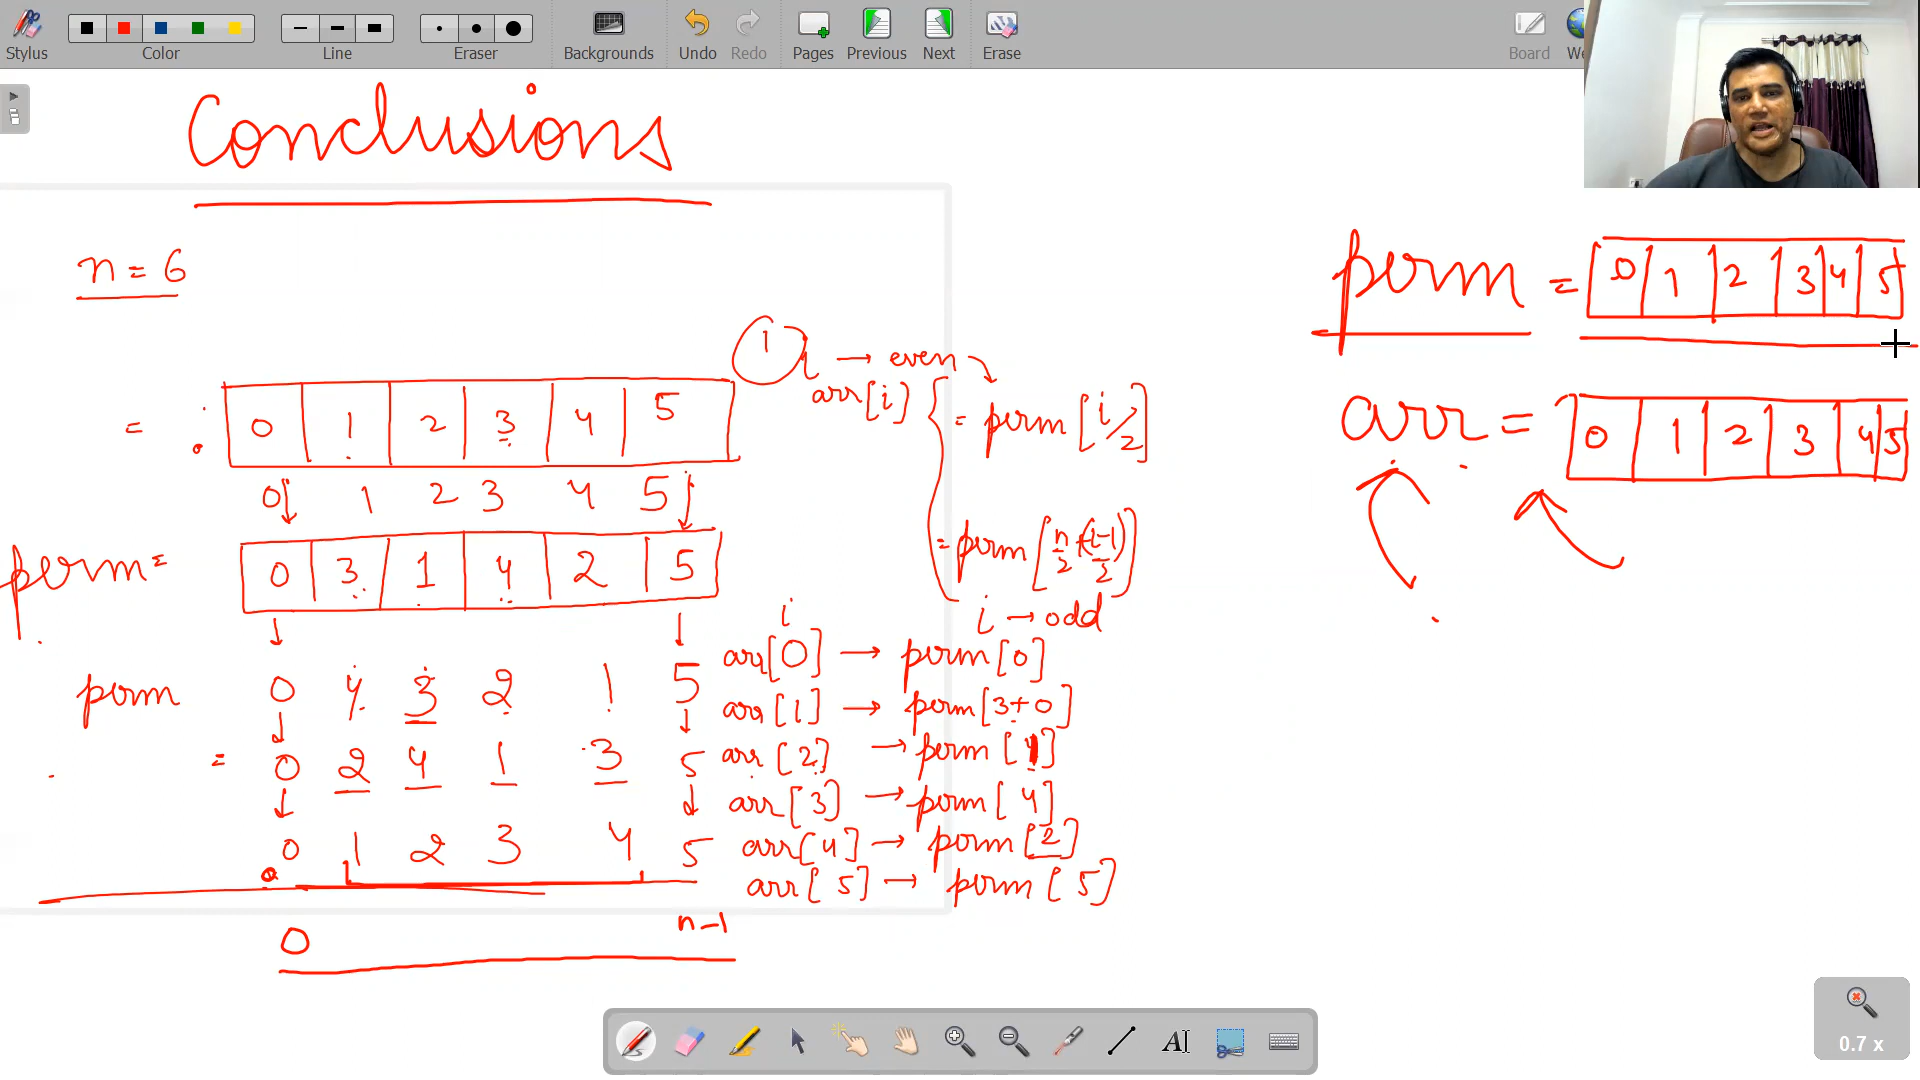 Stylus
Color
Line
Eraser
Backgrounds
Undo
Redo
Pages
Previous
Next
Erase
Board
Conclusions
n = 6
1
i → even
arr[i]
= perm [i/2]
= perm [n/2 + (i-1)/2]
i → odd
= 0 1 2 3 4 5
0 1 2 3 4 5
perm = 0 3 1 4 2 5
perm 0 4 3 2 1 5
= 0 2 4 1 3 5
0 1 2 3 4 5
0 n-1
i
arr[0] → perm[0]
arr[1] → perm[3+0]
arr[2] → perm[1]
arr[3] → perm[4]
arr[4] → perm[2]
arr[5] → perm[5]
perm = 0 1 2 3 4 5
arr = 0 1 2 3 4 5
0.7 x